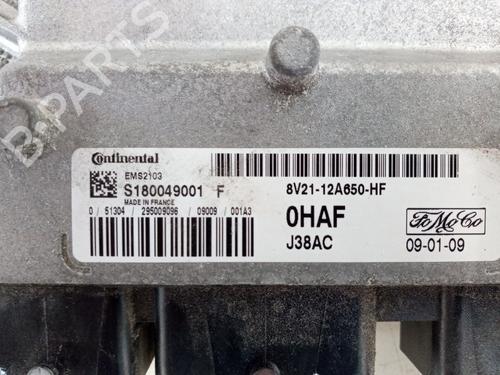 B-PARTS
Continental
EMS2103
S180049001 F
MADE IN FRANCE
0 / 51304 / 295009096 / 09009 / 001A3
8V21-12A650-HF
0HAF
FoMoCo
J38AC
09-01-09